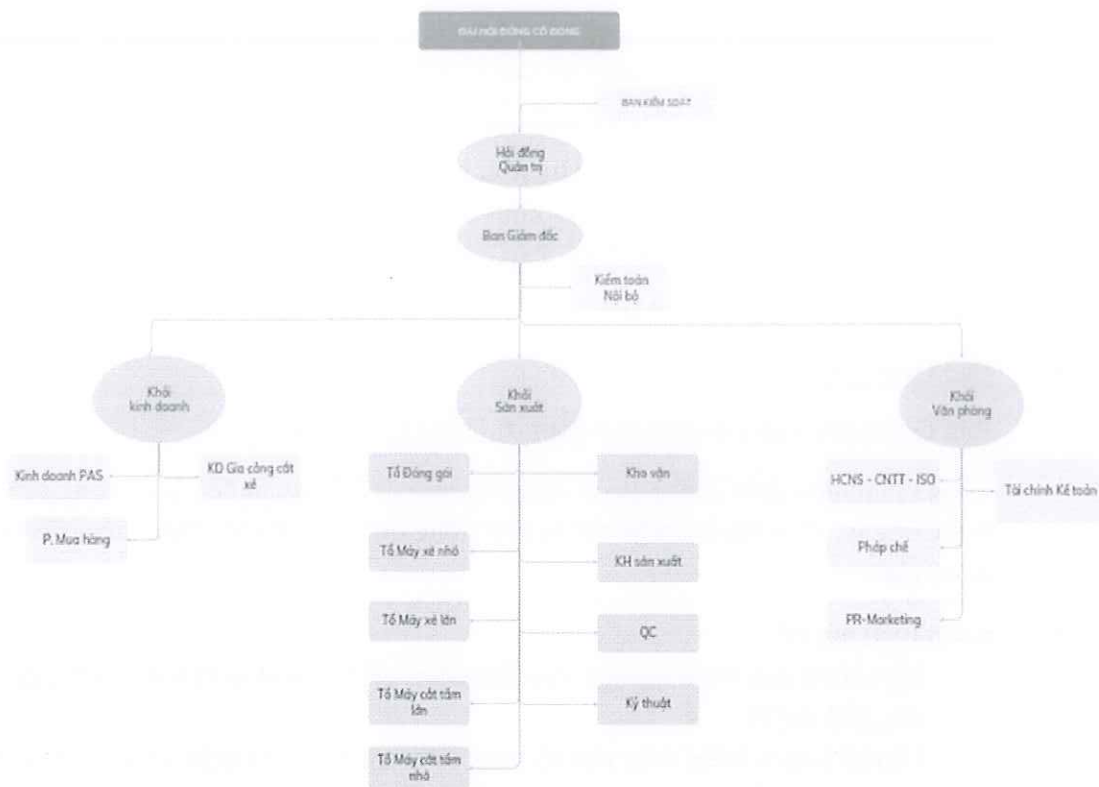 ĐẠI HỘI ĐỒNG CỔ ĐÔNG
BAN KIỂM SOÁT
Hội đồng
Quản trị
Ban Giám đốc
Kiểm toán
Nội bộ
Khối
kinh doanh
Khối
Sản xuất
Khối
Văn phòng
Kinh doanh PAS
KD Gia công cắt
xẻ
P. Mua hàng
Tổ Đóng gói
Kho vận
Tổ Máy xẻ nhỏ
KH sản xuất
Tổ Máy xẻ lớn
QC
Tổ Máy cắt tấm
lớn
Kỹ thuật
Tổ Máy cắt tấm
nhỏ
HCNS - CNTT - ISO
Tài chính Kế toán
Pháp chế
PR-Marketing